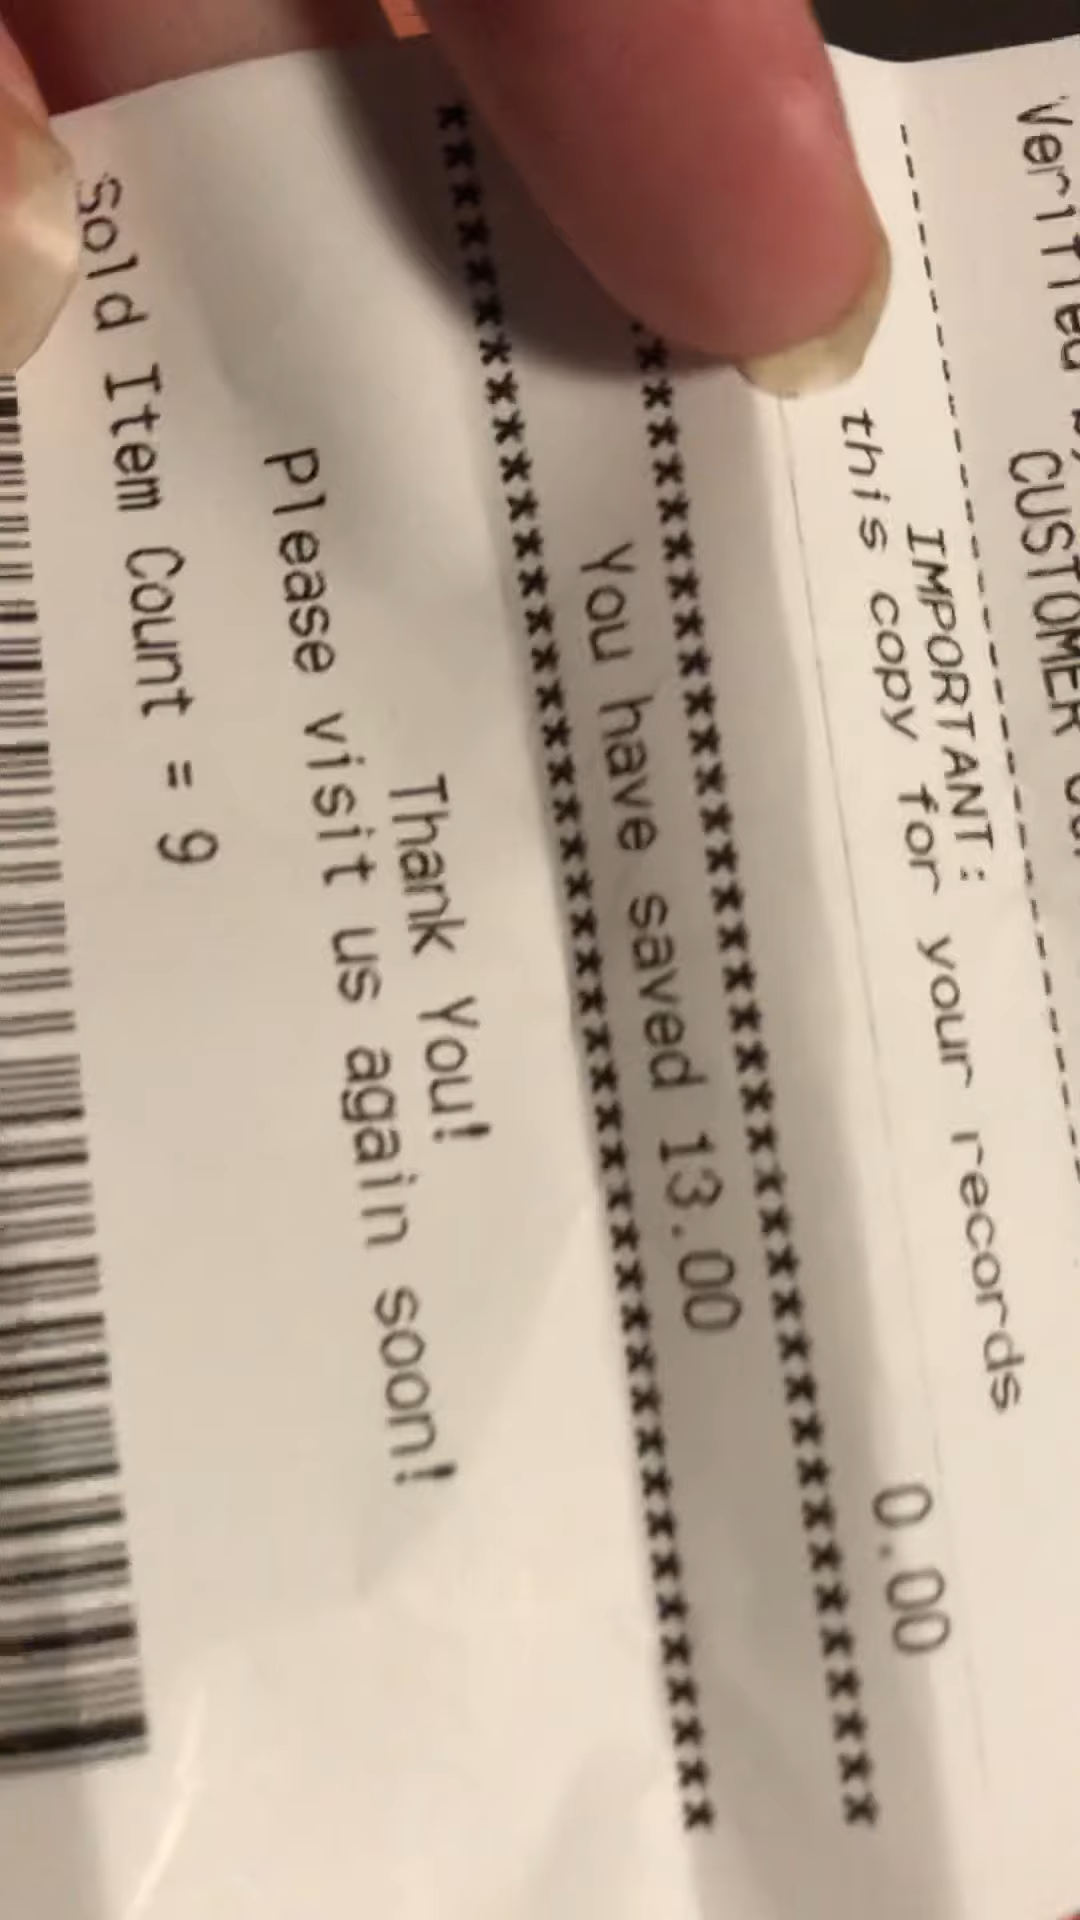 CUSTOMER
--------------------------------
IMPORTANT:
this copy for your records
0.00
****************************************
You have saved 13.00
****************************************
Thank You!
Please visit us again soon!
Sold Item Count = 9